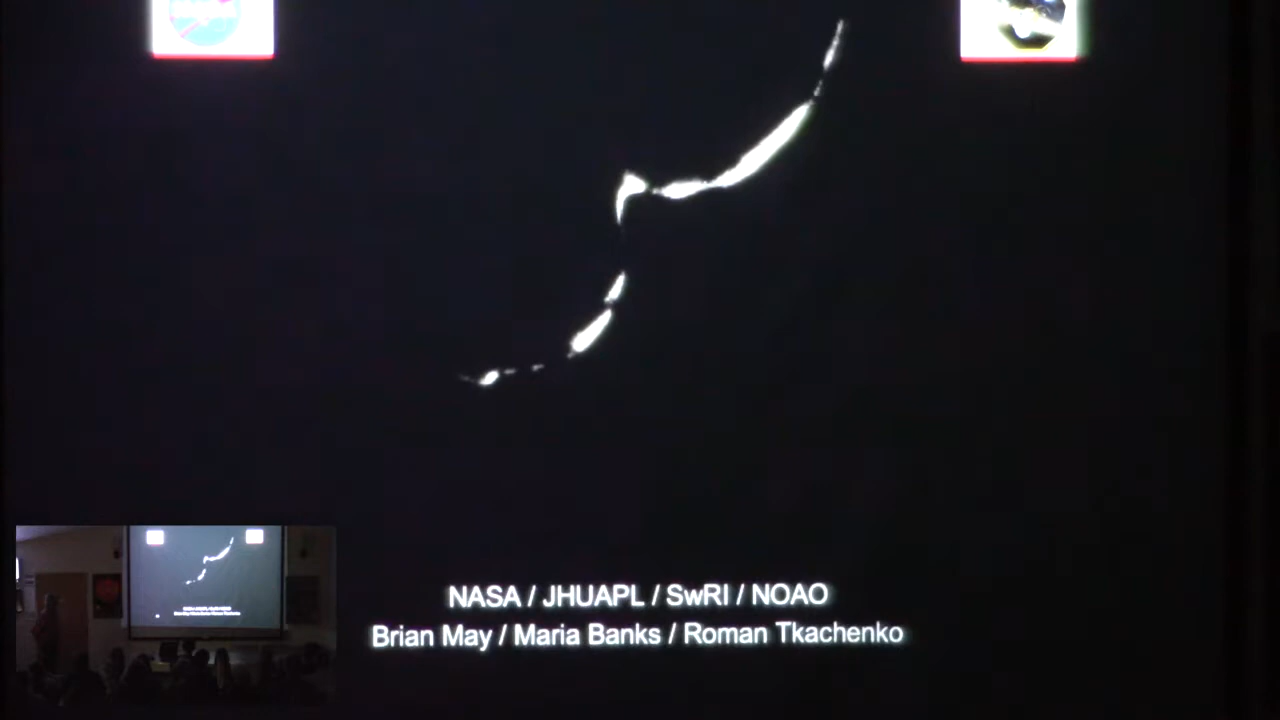 NASA / JHUAPL / SwRI / NOAO
Brian May / Maria Banks / Roman Tkachenko